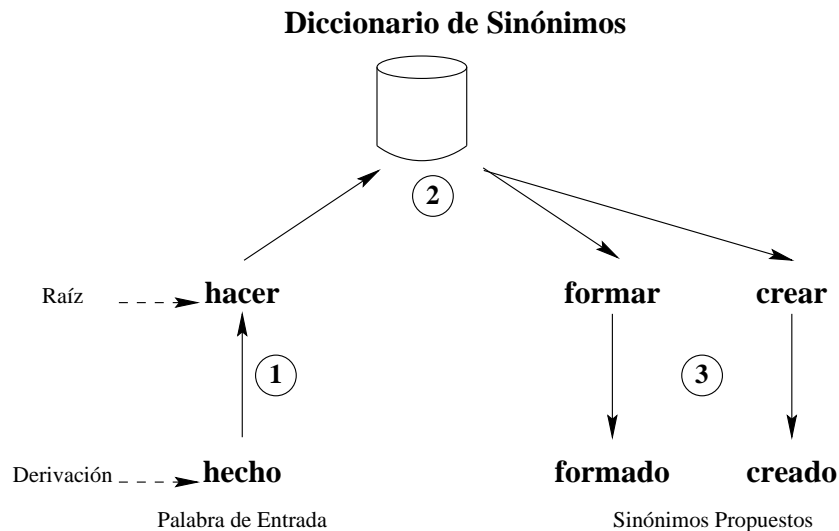 Diccionario de Sinónimos
2
Raíz
hacer
formar
crear
1
3
Derivación
hecho
formado
creado
Palabra de Entrada
Sinónimos Propuestos